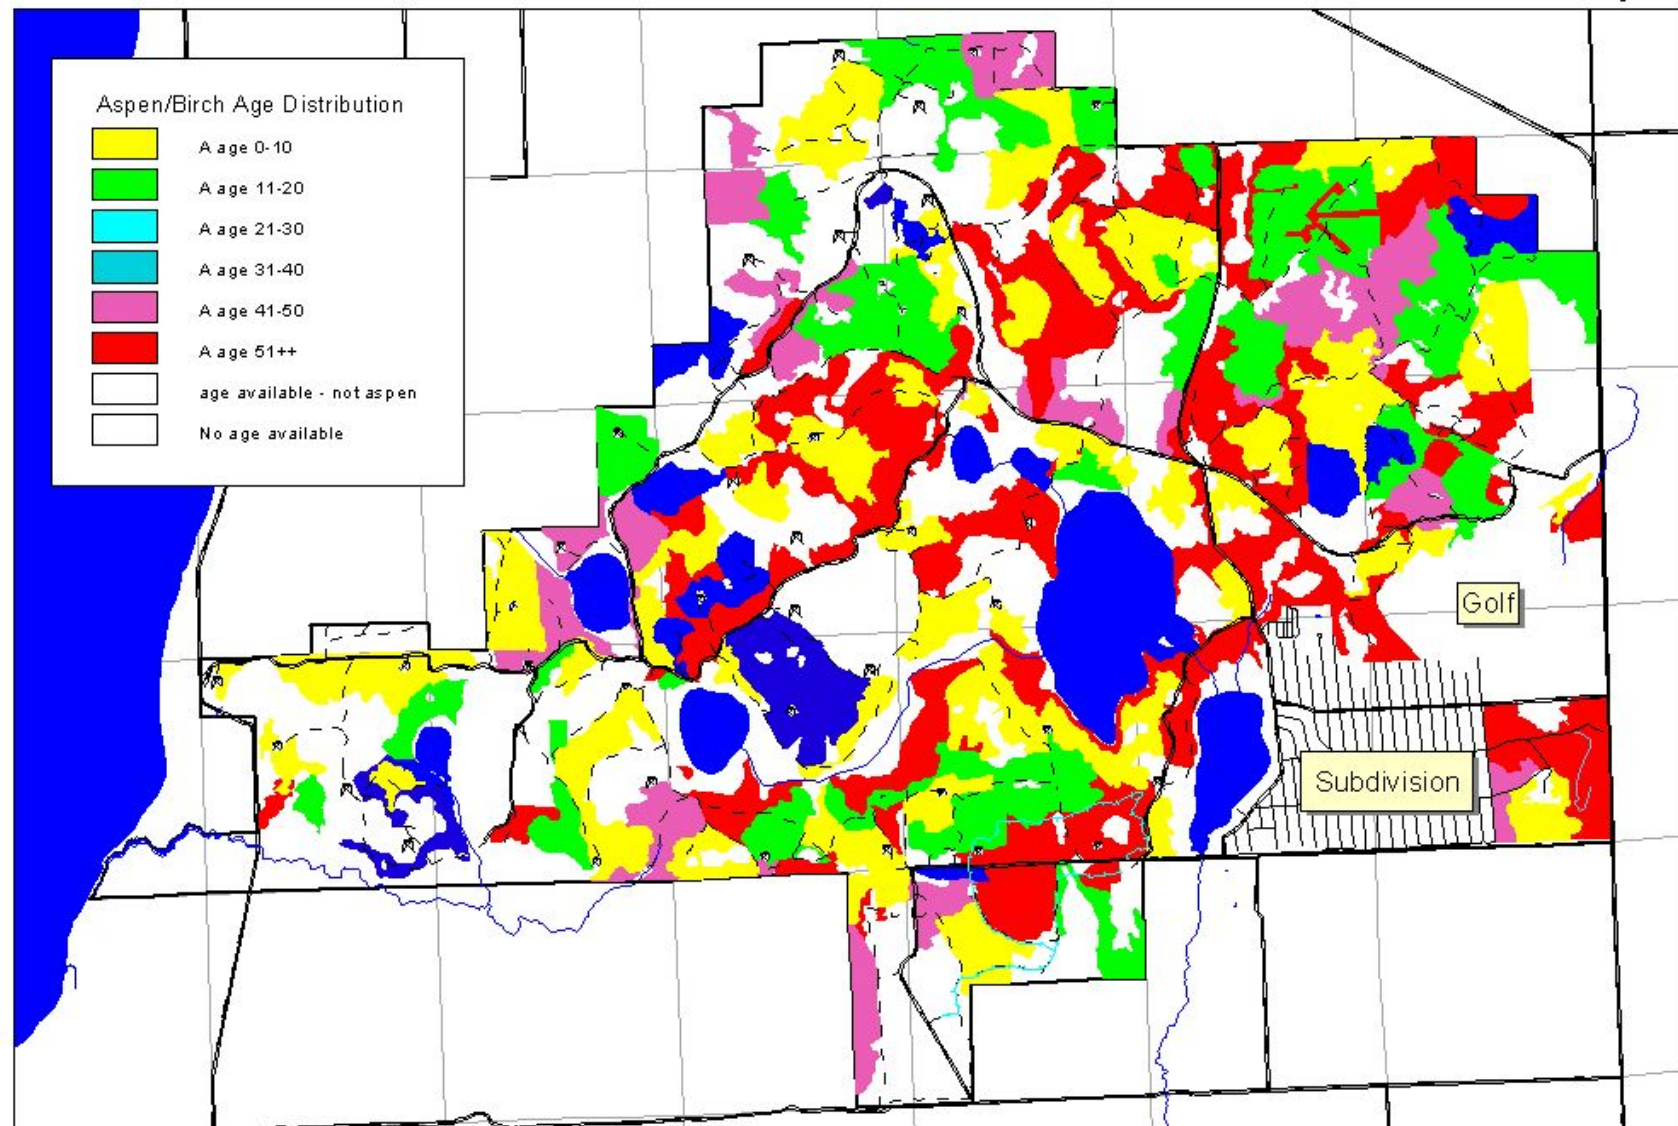 Aspen/Birch Age Distribution
A age 0-10
A age 11-20
A age 21-30
A age 31-40
A age 41-50
A age 51++
age available - not aspen
No age available
Golf
Subdivision